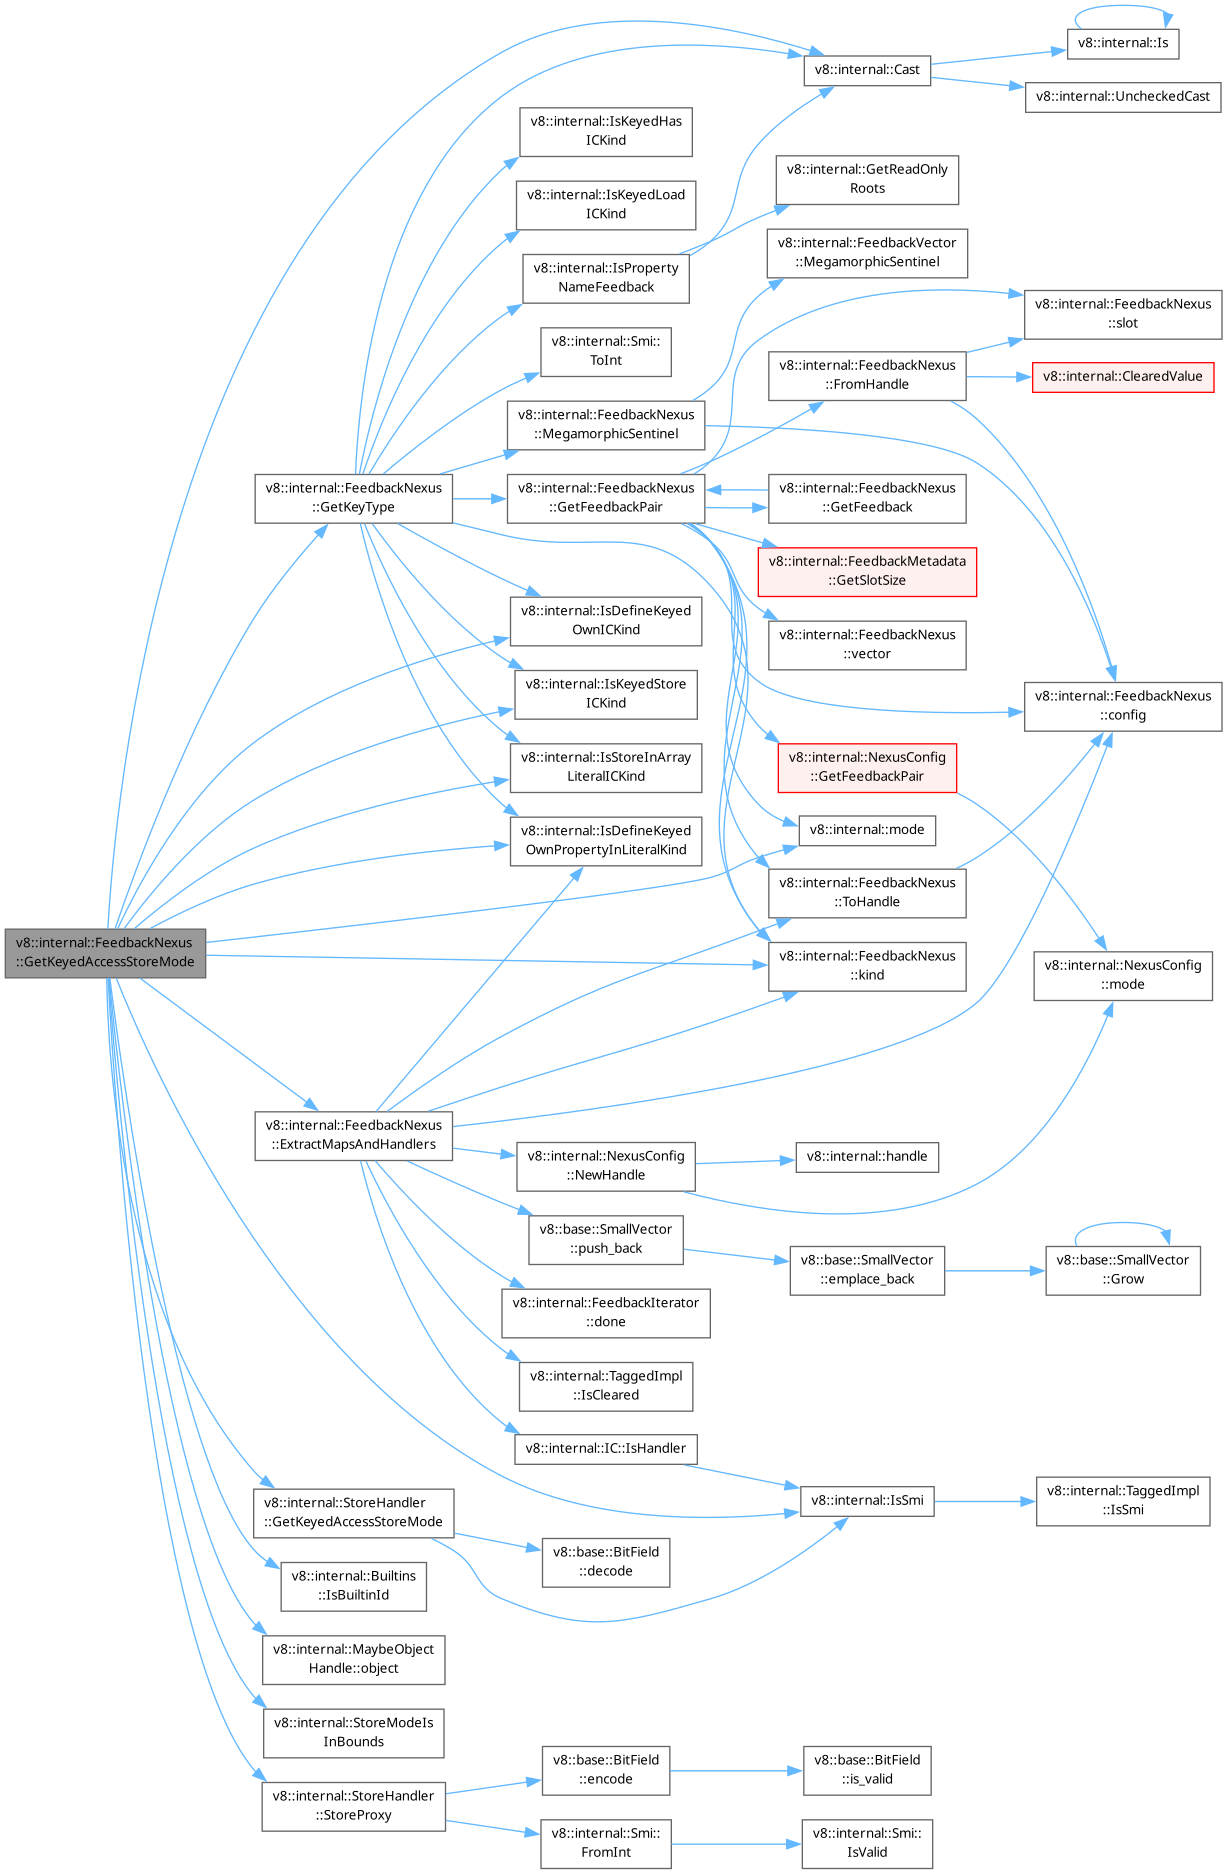 v8::internal::Is
v8::internal::Cast
v8::internal::UncheckedCast
v8::internal::IsKeyedHas
ICKind
v8::internal::GetReadOnly
Roots
v8::internal::IsKeyedLoad
ICKind
v8::internal::FeedbackVector
::MegamorphicSentinel
v8::internal::IsProperty
NameFeedback
v8::internal::FeedbackNexus
::slot
v8::internal::Smi::
ToInt
v8::internal::FeedbackNexus
::FromHandle
v8::internal::ClearedValue
v8::internal::FeedbackNexus
::MegamorphicSentinel
v8::internal::FeedbackNexus
::GetKeyType
v8::internal::FeedbackNexus
::GetFeedbackPair
v8::internal::FeedbackNexus
::GetFeedback
v8::internal::FeedbackMetadata
::GetSlotSize
v8::internal::IsDefineKeyed
OwnICKind
v8::internal::FeedbackNexus
::vector
v8::internal::IsKeyedStore
ICKind
v8::internal::FeedbackNexus
::config
v8::internal::IsStoreInArray
LiteralICKind
v8::internal::NexusConfig
::GetFeedbackPair
v8::internal::IsDefineKeyed
OwnPropertyInLiteralKind
v8::internal::mode
v8::internal::FeedbackNexus
::ToHandle
v8::internal::FeedbackNexus
::GetKeyedAccessStoreMode
v8::internal::FeedbackNexus
::kind
v8::internal::NexusConfig
::mode
v8::internal::FeedbackNexus
::ExtractMapsAndHandlers
v8::internal::NexusConfig
::NewHandle
v8::internal::handle
v8::base::SmallVector
::push_back
v8::base::SmallVector
::emplace_back
v8::base::SmallVector
::Grow
v8::internal::FeedbackIterator
::done
v8::internal::TaggedImpl
::IsCleared
v8::internal::IC::IsHandler
v8::internal::StoreHandler
::GetKeyedAccessStoreMode
v8::internal::IsSmi
v8::internal::TaggedImpl
::IsSmi
v8::base::BitField
::decode
v8::internal::Builtins
::IsBuiltinId
v8::internal::MaybeObject
Handle::object
v8::internal::StoreModeIs
InBounds
v8::internal::StoreHandler
::StoreProxy
v8::base::BitField
::encode
v8::base::BitField
::is_valid
v8::internal::Smi::
FromInt
v8::internal::Smi::
IsValid